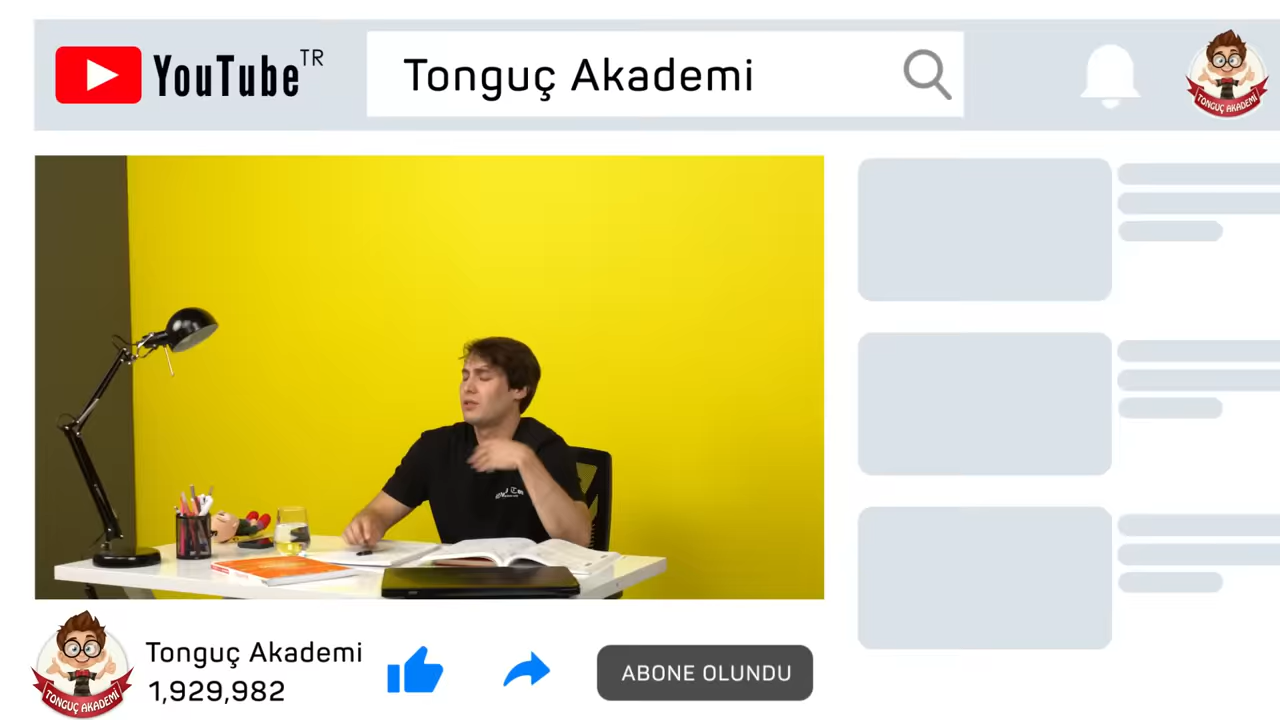 YouTube TR
Tonguç Akademi
TONGUÇ AKADEMİ
TONGUÇ AKADEMİ
Tonguç Akademi
1,929,982
ABONE OLUNDU